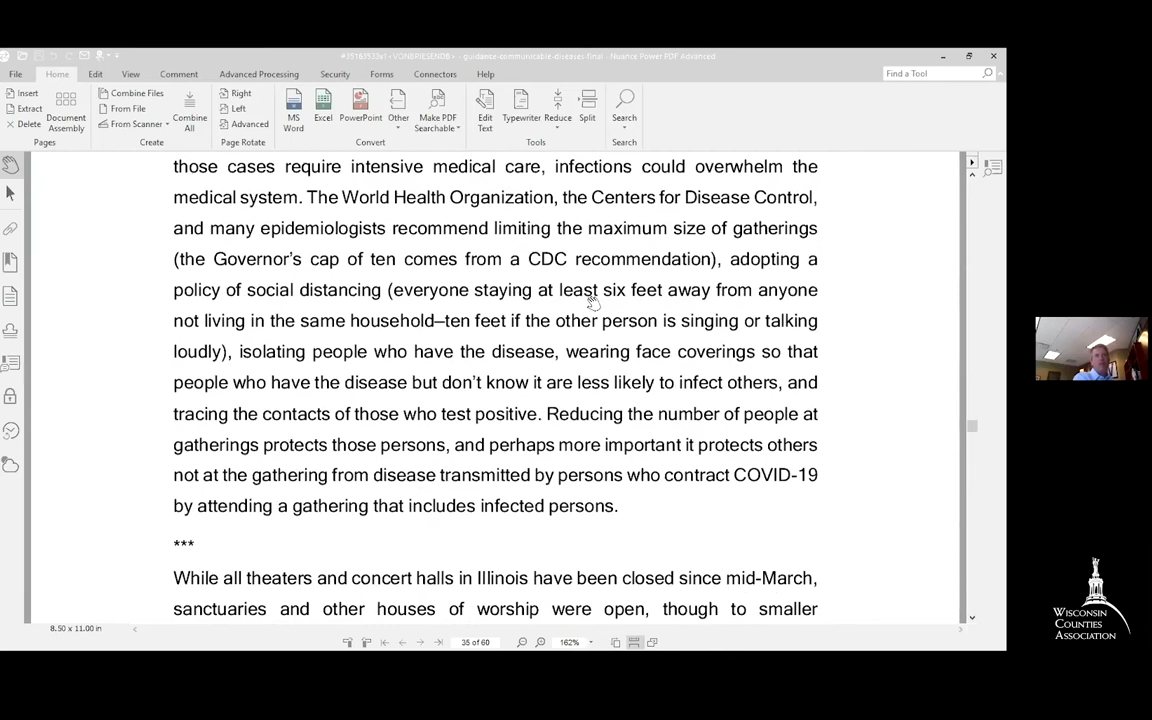 #35163533v1<VONBRIESENDB> - guidance-communicable-diseases-final - Nuance Power PDF Advanced
File Home Edit View Comment Advanced Processing Security Forms Connectors Help
Find a Tool
Insert
Extract
Delete
Document Assembly
Pages
Combine Files
From File
From Scanner
Combine All
Create
Right
Left
Advanced
Page Rotate
MS Word
Excel
PowerPoint
Other
Make PDF Searchable
Convert
Edit Text
Typewriter
Reduce
Split
Tools
Search
Search
those cases require intensive medical care, infections could overwhelm the
medical system. The World Health Organization, the Centers for Disease Control,
and many epidemiologists recommend limiting the maximum size of gatherings
(the Governor’s cap of ten comes from a CDC recommendation), adopting a
policy of social distancing (everyone staying at least six feet away from anyone
not living in the same household–ten feet if the other person is singing or talking
loudly), isolating people who have the disease, wearing face coverings so that
people who have the disease but don’t know it are less likely to infect others, and
tracing the contacts of those who test positive. Reducing the number of people at
gatherings protects those persons, and perhaps more important it protects others
not at the gathering from disease transmitted by persons who contract COVID-19
by attending a gathering that includes infected persons.
***
While all theaters and concert halls in Illinois have been closed since mid-March,
sanctuaries and other houses of worship were open, though to smaller
8.50 x 11.00 in
35 of 60
162%
WISCONSIN
COUNTIES
ASSOCIATION